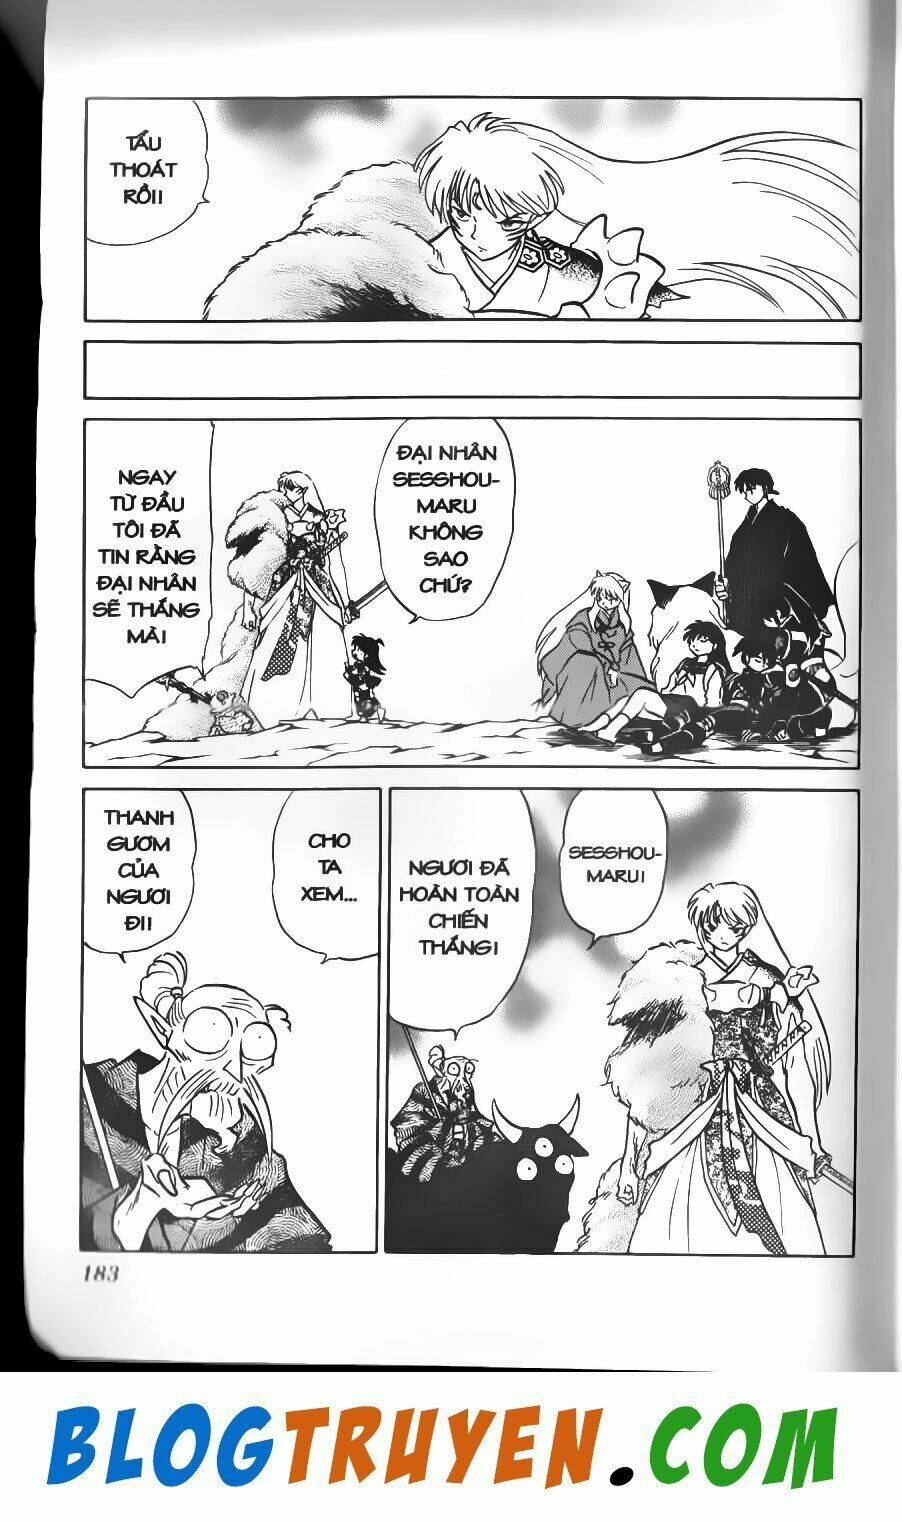 TẨU
THOÁT
RỒI!
ĐẠI NHÂN
SESSHOU-
MARU
KHÔNG
SAO
CHỨ?
NGAY
TỪ ĐẦU
TÔI ĐÃ
TIN RẰNG
ĐẠI NHÂN
SẼ THẮNG
MÀ!
SESSHOU-
MARU!
NGƯƠI ĐÃ
HOÀN TOÀN
CHIẾN
THẮNG!
CHO
TA
XEM...
THANH
GƯƠM
CỦA
NGƯƠI
ĐI!
183
BLOGTRUYEN.COM